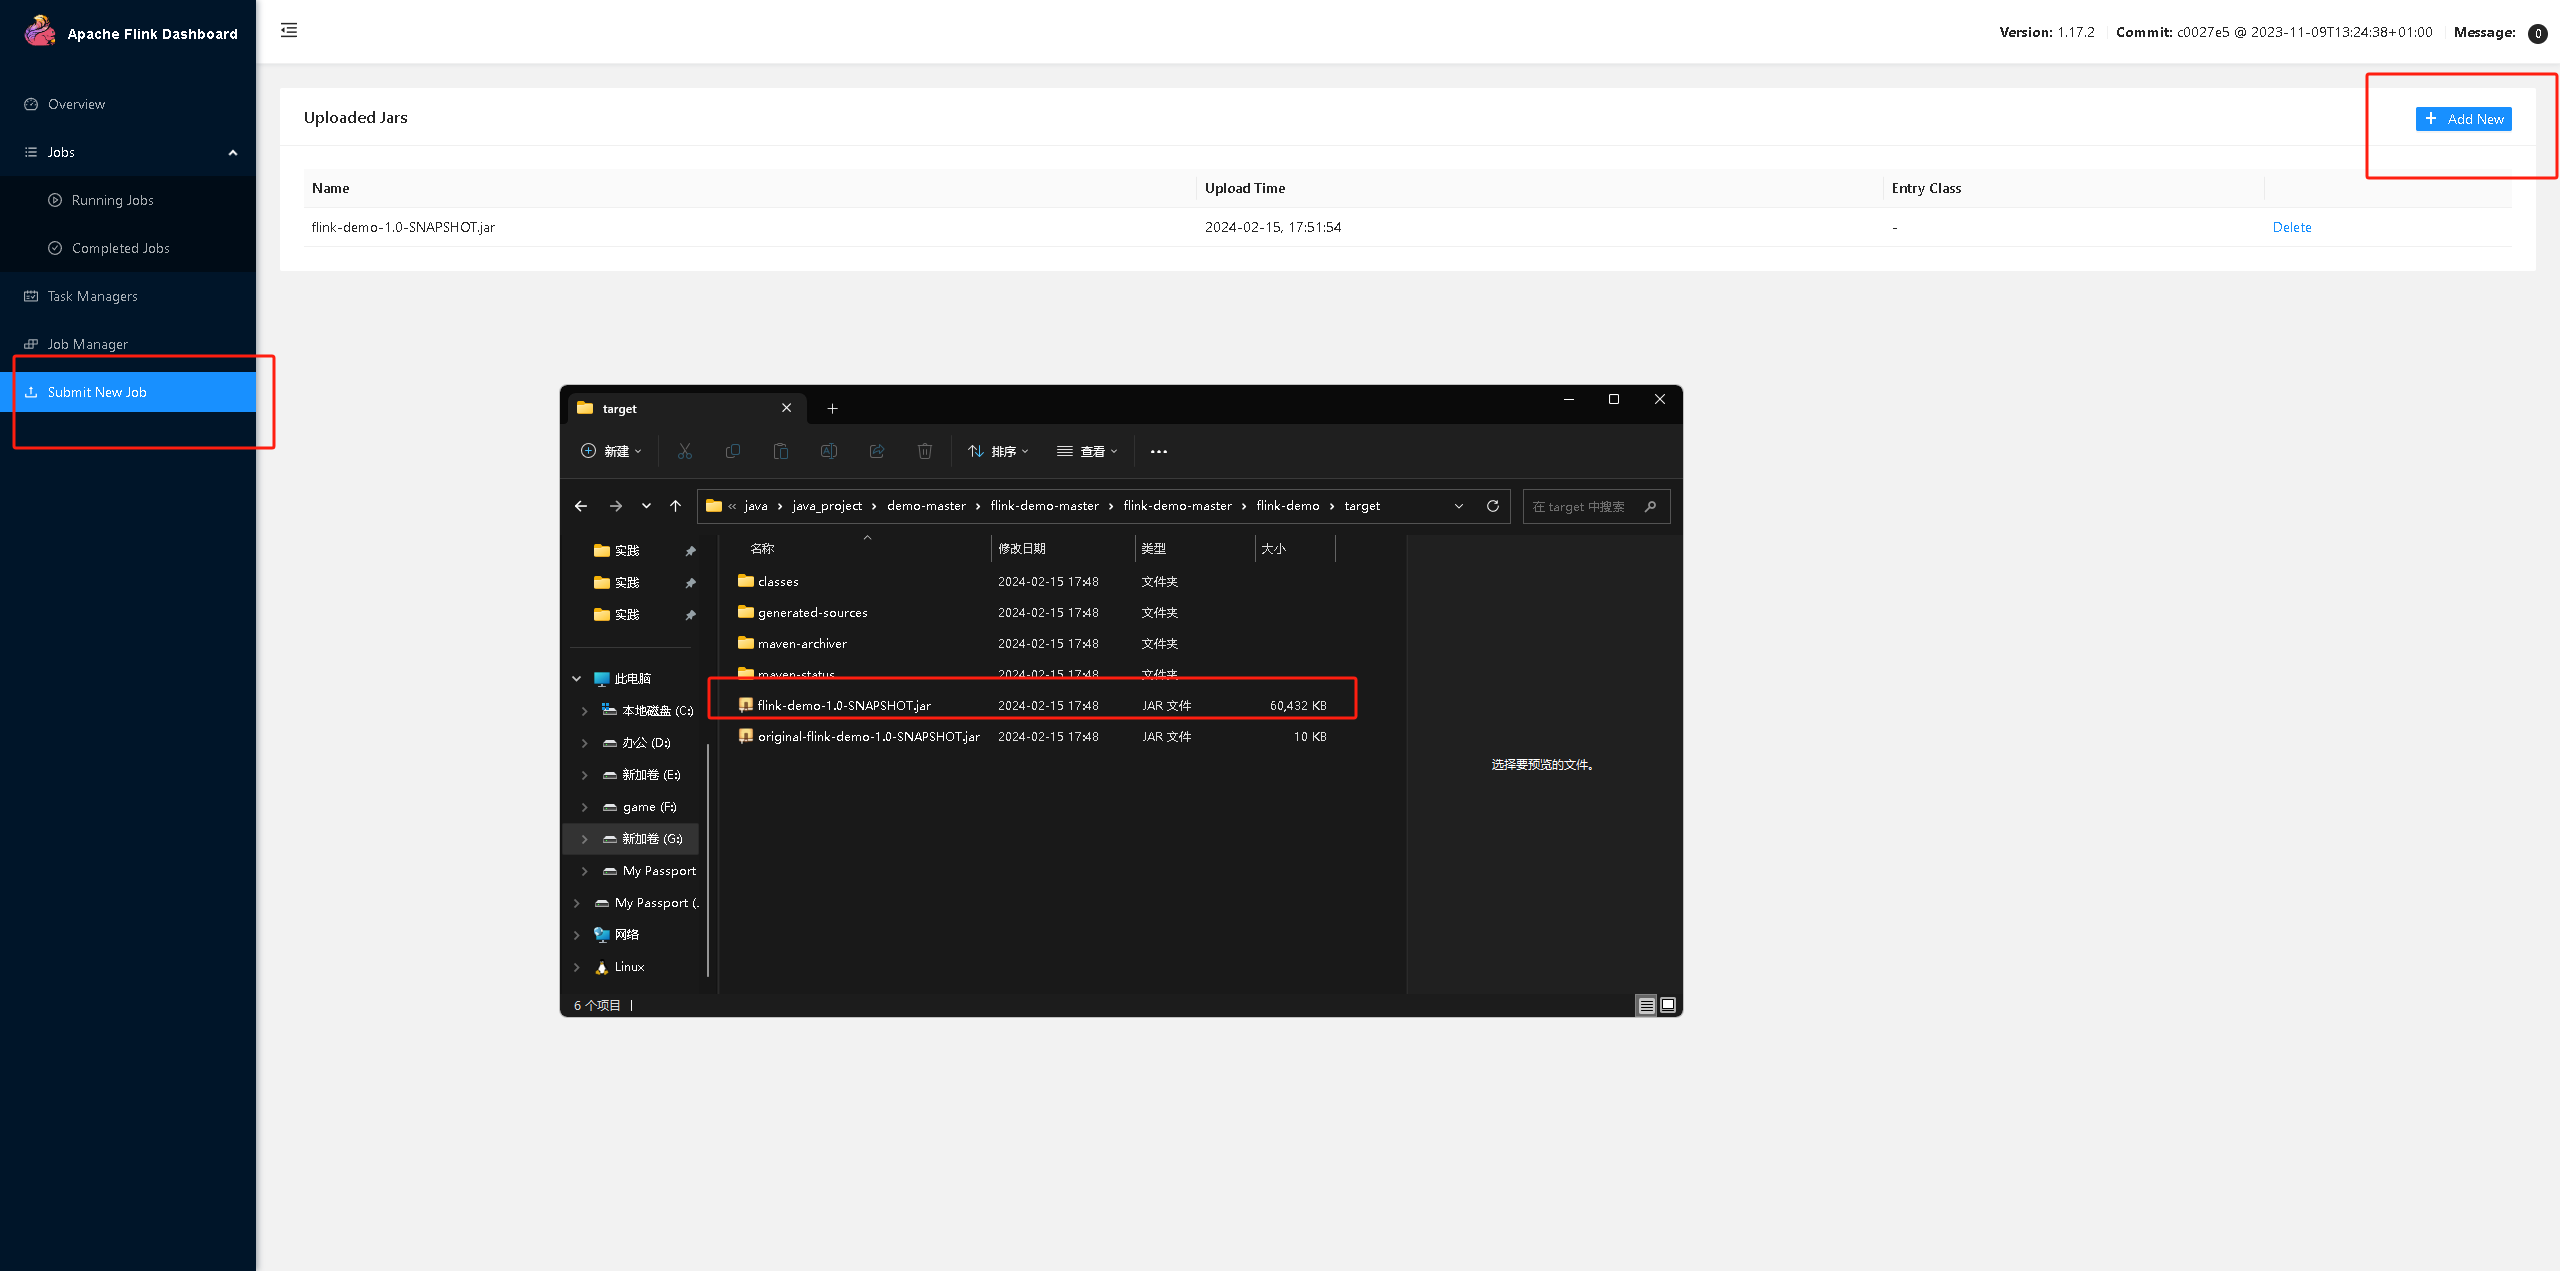 Apache Flink Dashboard
Version: 1.17.2 Commit: c0027e5 @ 2023-11-09T13:24:38+01:00 Message: 0
Overview
Jobs
Running Jobs
Completed Jobs
Task Managers
Job Manager
Submit New Job
Uploaded Jars
Add New
Name Upload Time Entry Class
flink-demo-1.0-SNAPSHOT.jar 2024-02-15, 17:51:54 - Delete
target
新建 排序 查看
« java › java_project › demo-master › flink-demo-master › flink-demo-master › flink-demo › target
在 target 中搜索
实践
实践
实践
此电脑
本地磁盘 (C:)
办公 (D:)
新加卷 (E:)
game (F:)
新加卷 (G:)
My Passport
My Passport (.
网络
Linux
名称 修改日期 类型 大小
classes 2024-02-15 17:48 文件夹
generated-sources 2024-02-15 17:48 文件夹
maven-archiver 2024-02-15 17:48 文件夹
maven-status 2024-02-15 17:48 文件夹
flink-demo-1.0-SNAPSHOT.jar 2024-02-15 17:48 JAR 文件 60,432 KB
original-flink-demo-1.0-SNAPSHOT.jar 2024-02-15 17:48 JAR 文件 10 KB
选择要预览的文件。
6 个项目